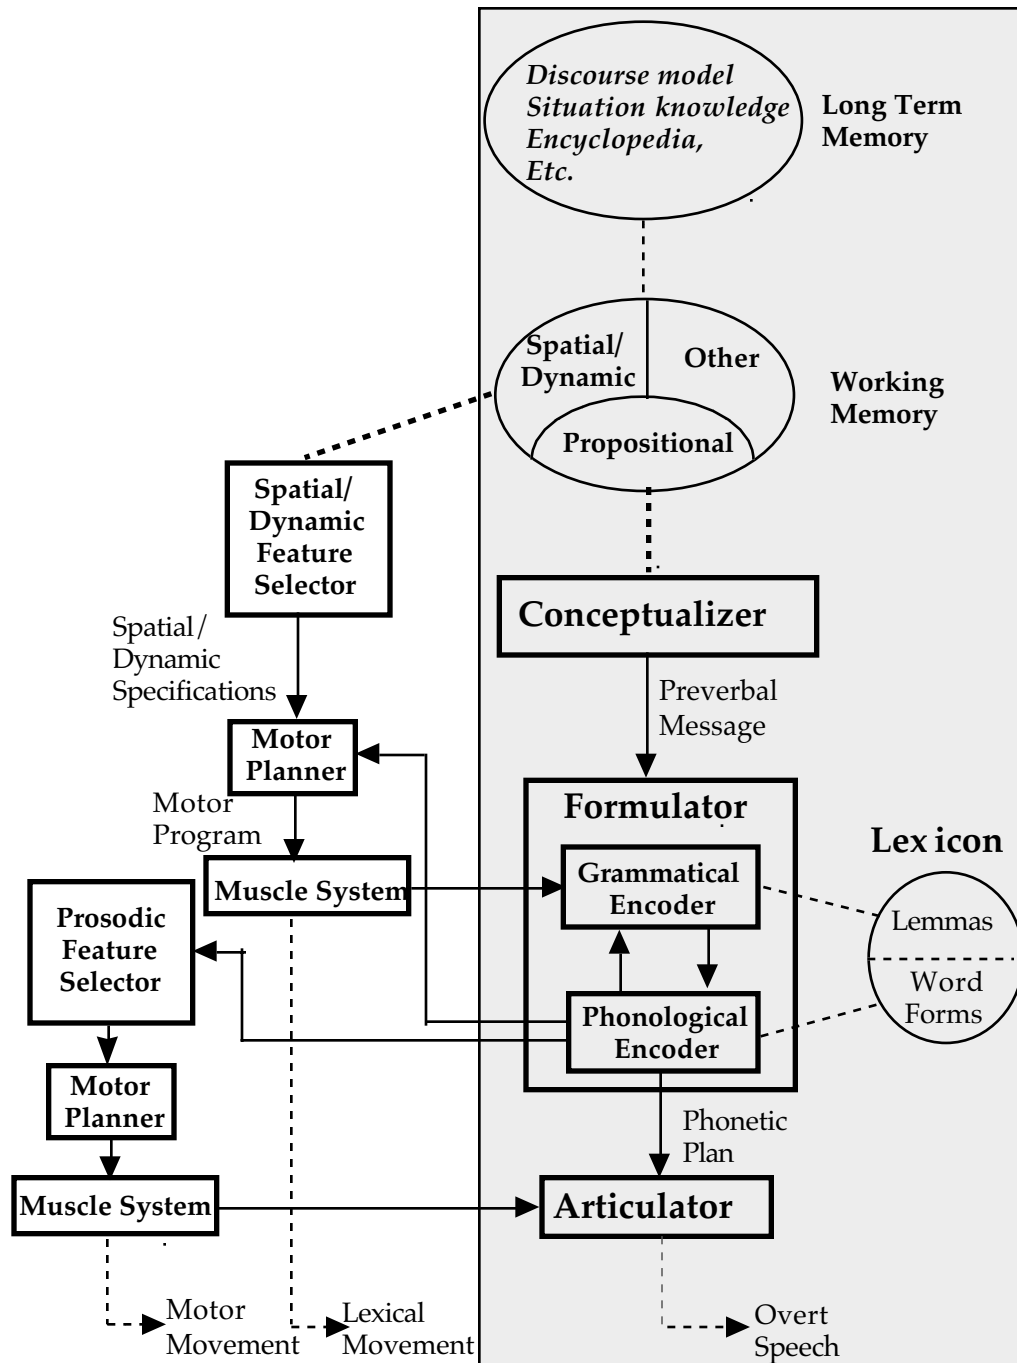 Discourse model
Situation knowledge
Encyclopedia,
Etc.
Long Term
Memory
Spatial/
Dynamic
Other
Propositional
Working
Memory
Spatial/
Dynamic
Feature
Selector
Conceptualizer
Spatial/
Dynamic
Specifications
Preverbal
Message
Motor
Planner
Motor
Program
Formulator
Lex icon
Muscle System
Grammatical
Encoder
Lemmas
Word
Forms
Prosodic
Feature
Selector
Phonological
Encoder
Motor
Planner
Phonetic
Plan
Muscle System
Articulator
Motor
Movement
Lexical
Movement
Overt
Speech